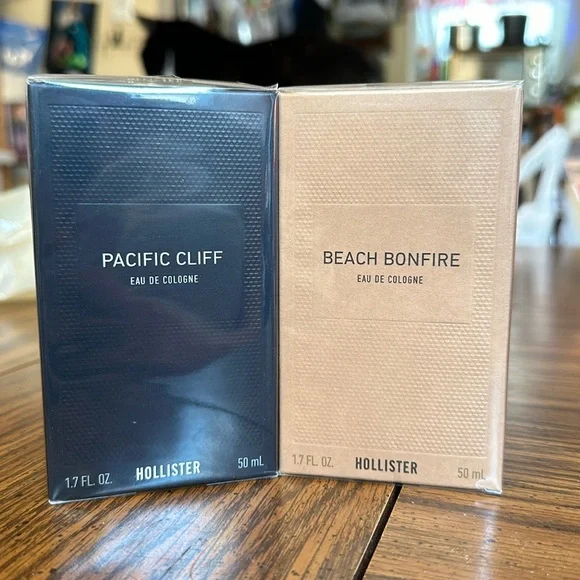 PACIFIC CLIFF
EAU DE COLOGNE
1.7 FL. OZ. HOLLISTER 50 mL
BEACH BONFIRE
EAU DE COLOGNE
1.7 FL. OZ. HOLLISTER 50 mL